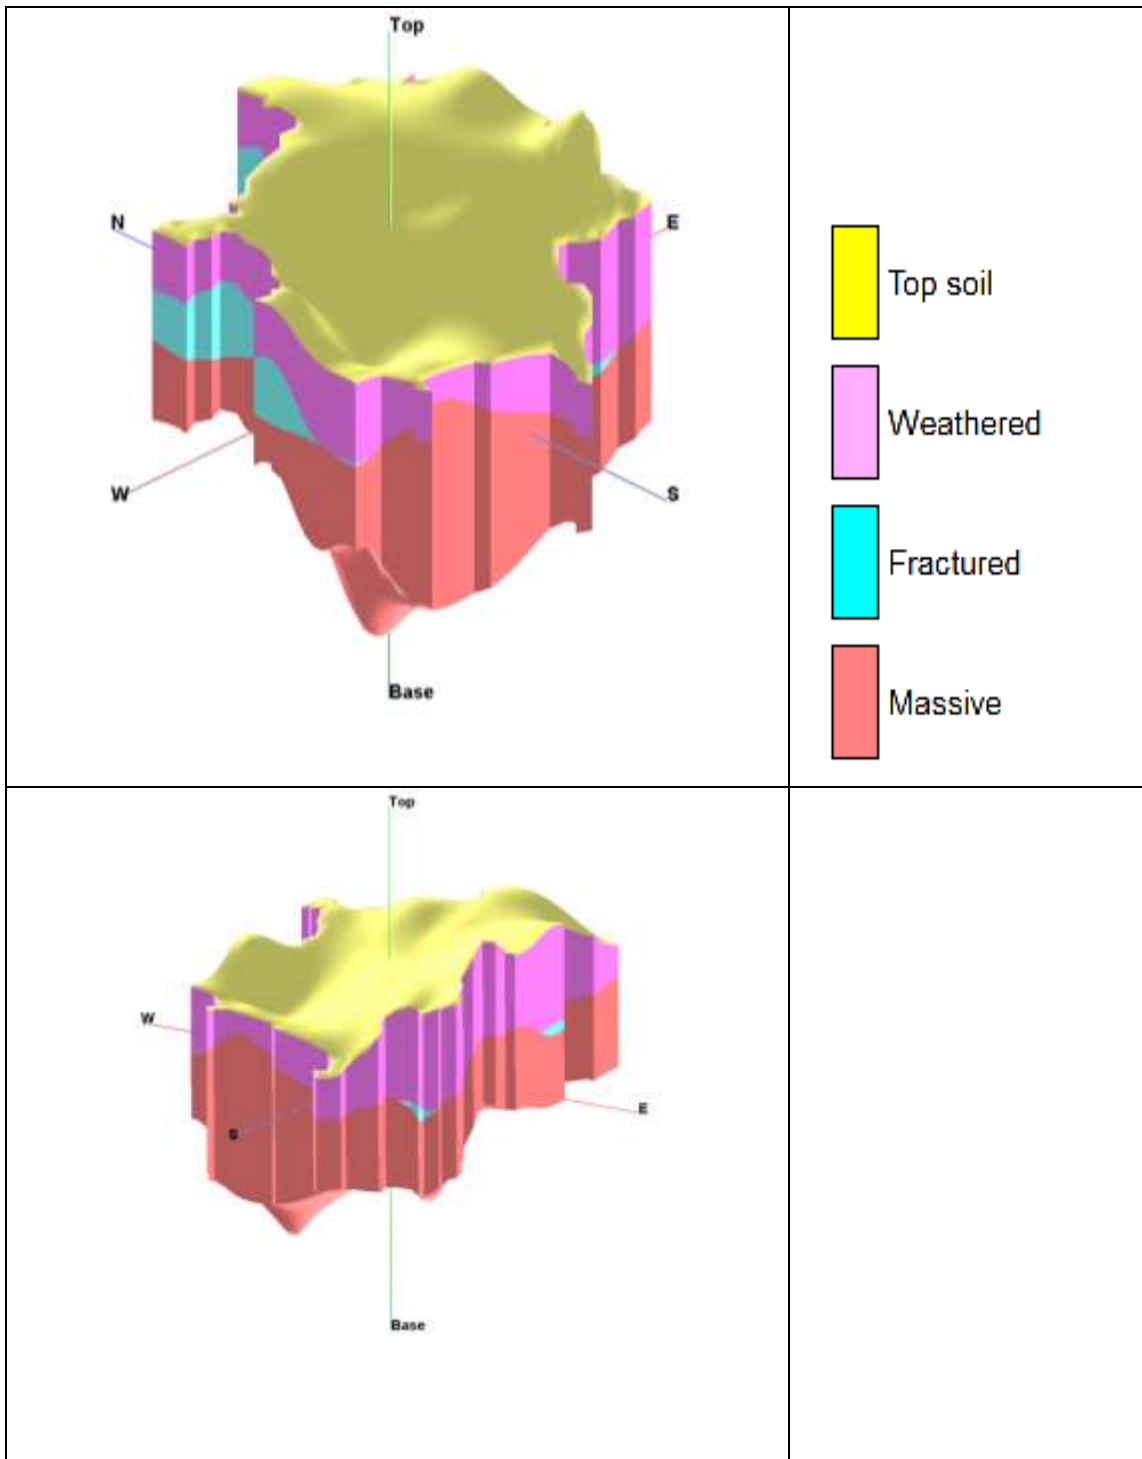 Top
N
E
W
S
Base
Top soil
Weathered
Fractured
Massive
Top
W
S
E
Base